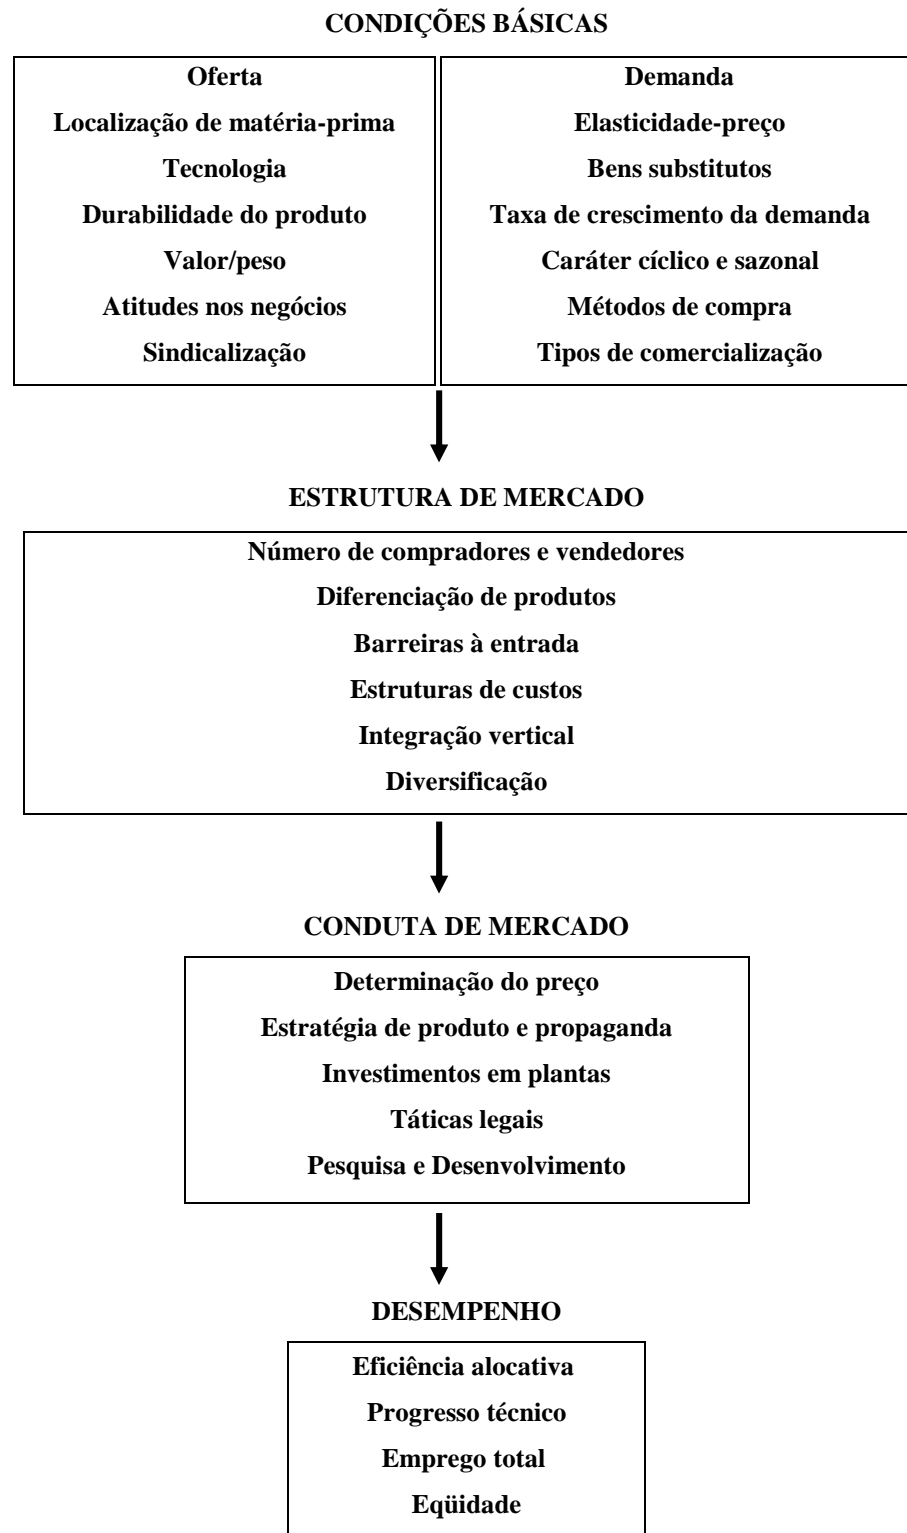 CONDIÇÕES BÁSICAS
Oferta
Localização de matéria-prima
Tecnologia
Durabilidade do produto
Valor/peso
Atitudes nos negócios
Sindicalização
Demanda
Elasticidade-preço
Bens substitutos
Taxa de crescimento da demanda
Caráter cíclico e sazonal
Métodos de compra
Tipos de comercialização
ESTRUTURA DE MERCADO
Número de compradores e vendedores
Diferenciação de produtos
Barreiras à entrada
Estruturas de custos
Integração vertical
Diversificação
CONDUTA DE MERCADO
Determinação do preço
Estratégia de produto e propaganda
Investimentos em plantas
Táticas legais
Pesquisa e Desenvolvimento
DESEMPENHO
Eficiência alocativa
Progresso técnico
Emprego total
Eqüidade